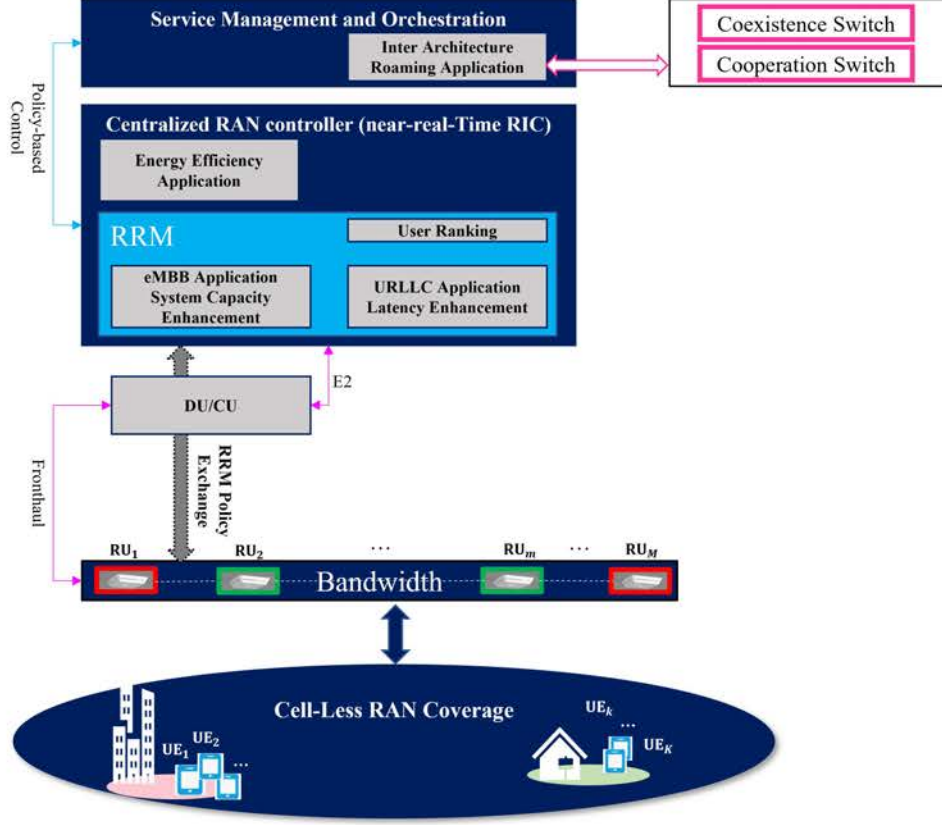 Service Management and Orchestration
Inter Architecture
Roaming Application
Coexistence Switch
Cooperation Switch
Policy-based
Control
Centralized RAN controller (near-real-Time RIC)
Energy Efficiency
Application
RRM
User Ranking
eMBB Application
System Capacity
Enhancement
URLLC Application
Latency Enhancement
E2
DU/CU
Fronthaul
RRM Policy
Exchange
RU₁
RU₂
...
RUₘ
...
RU_M
Bandwidth
Cell-Less RAN Coverage
UE₁
UE₂
...
UEₖ
...
UE_K